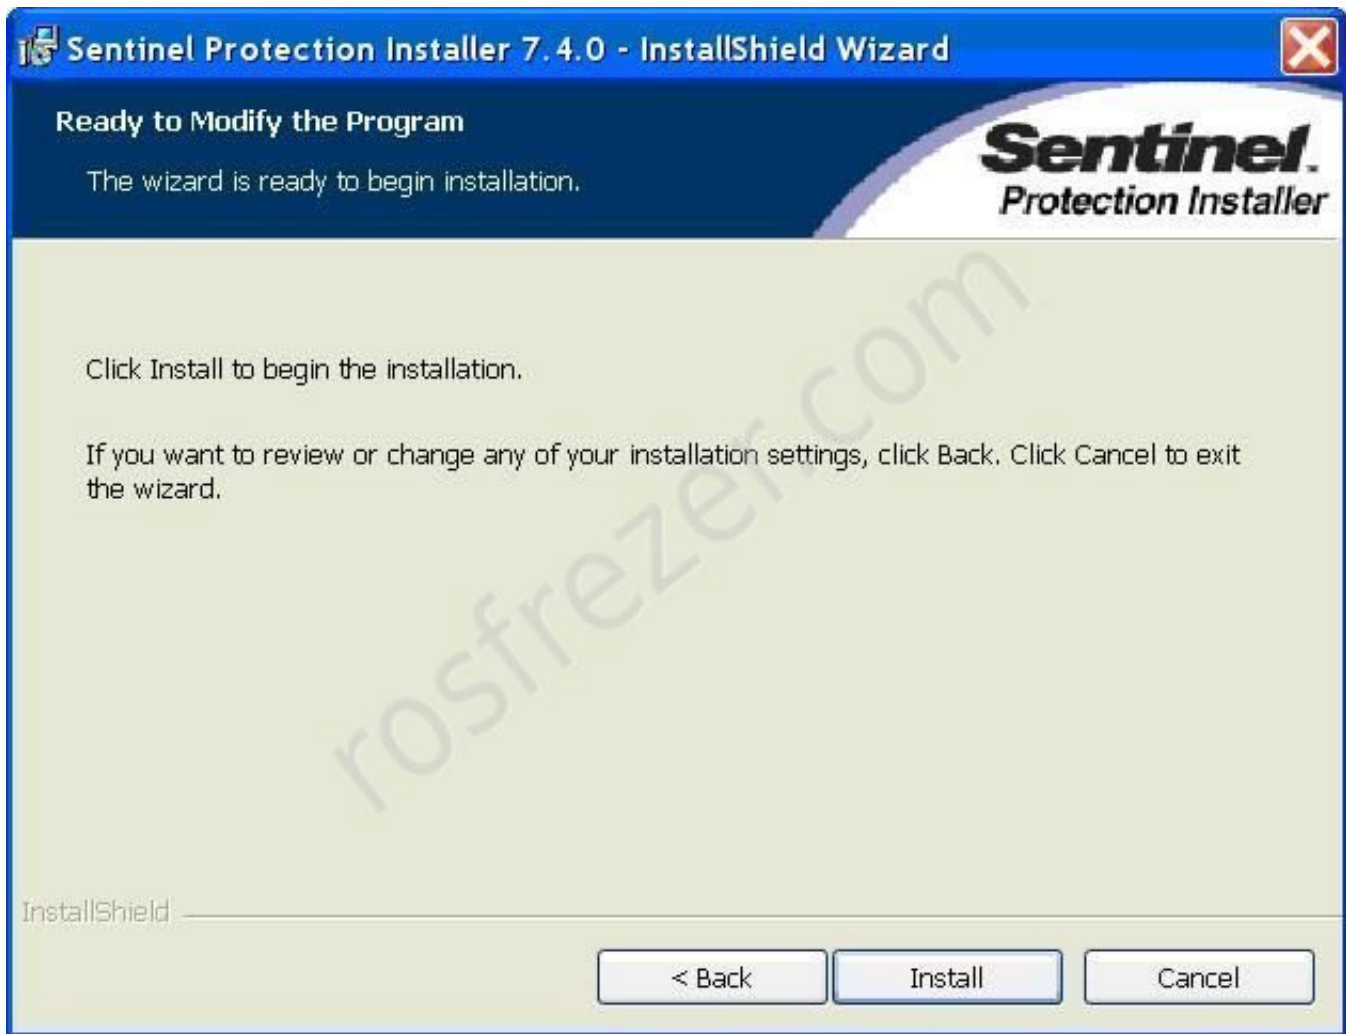 Sentinel Protection Installer 7.4.0 - InstallShield Wizard
Ready to Modify the Program
The wizard is ready to begin installation.
Sentinel.
Protection Installer
Click Install to begin the installation.
If you want to review or change any of your installation settings, click Back. Click Cancel to exit
the wizard.
rosfrezer.com
InstallShield
< Back
Install
Cancel